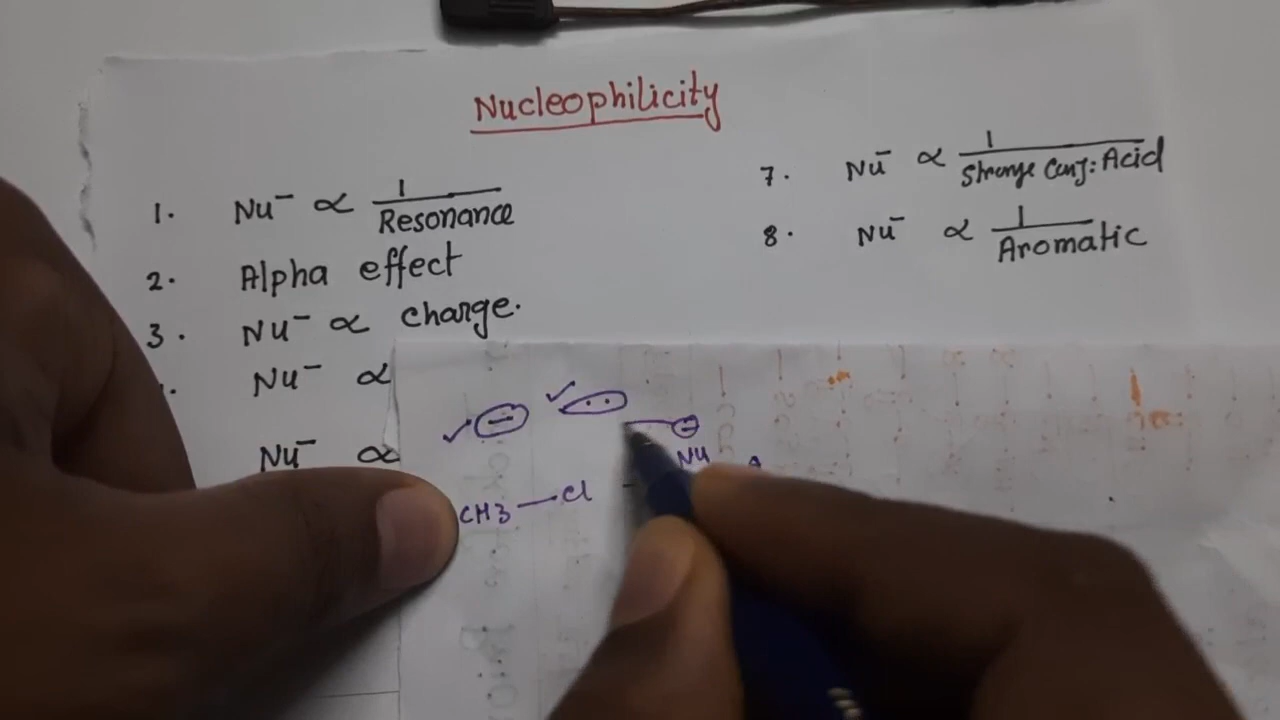 Nucleophilicity
1. Nu⁻ ∝ 1/Resonance
2. Alpha effect
3. Nu⁻ ∝ charge.
Nu⁻ ∝
Nu⁻ ∝
7. Nu⁻ ∝ 1/Stronge Conj: Acid
8. Nu⁻ ∝ 1/Aromatic
Nu
CH3—Cl